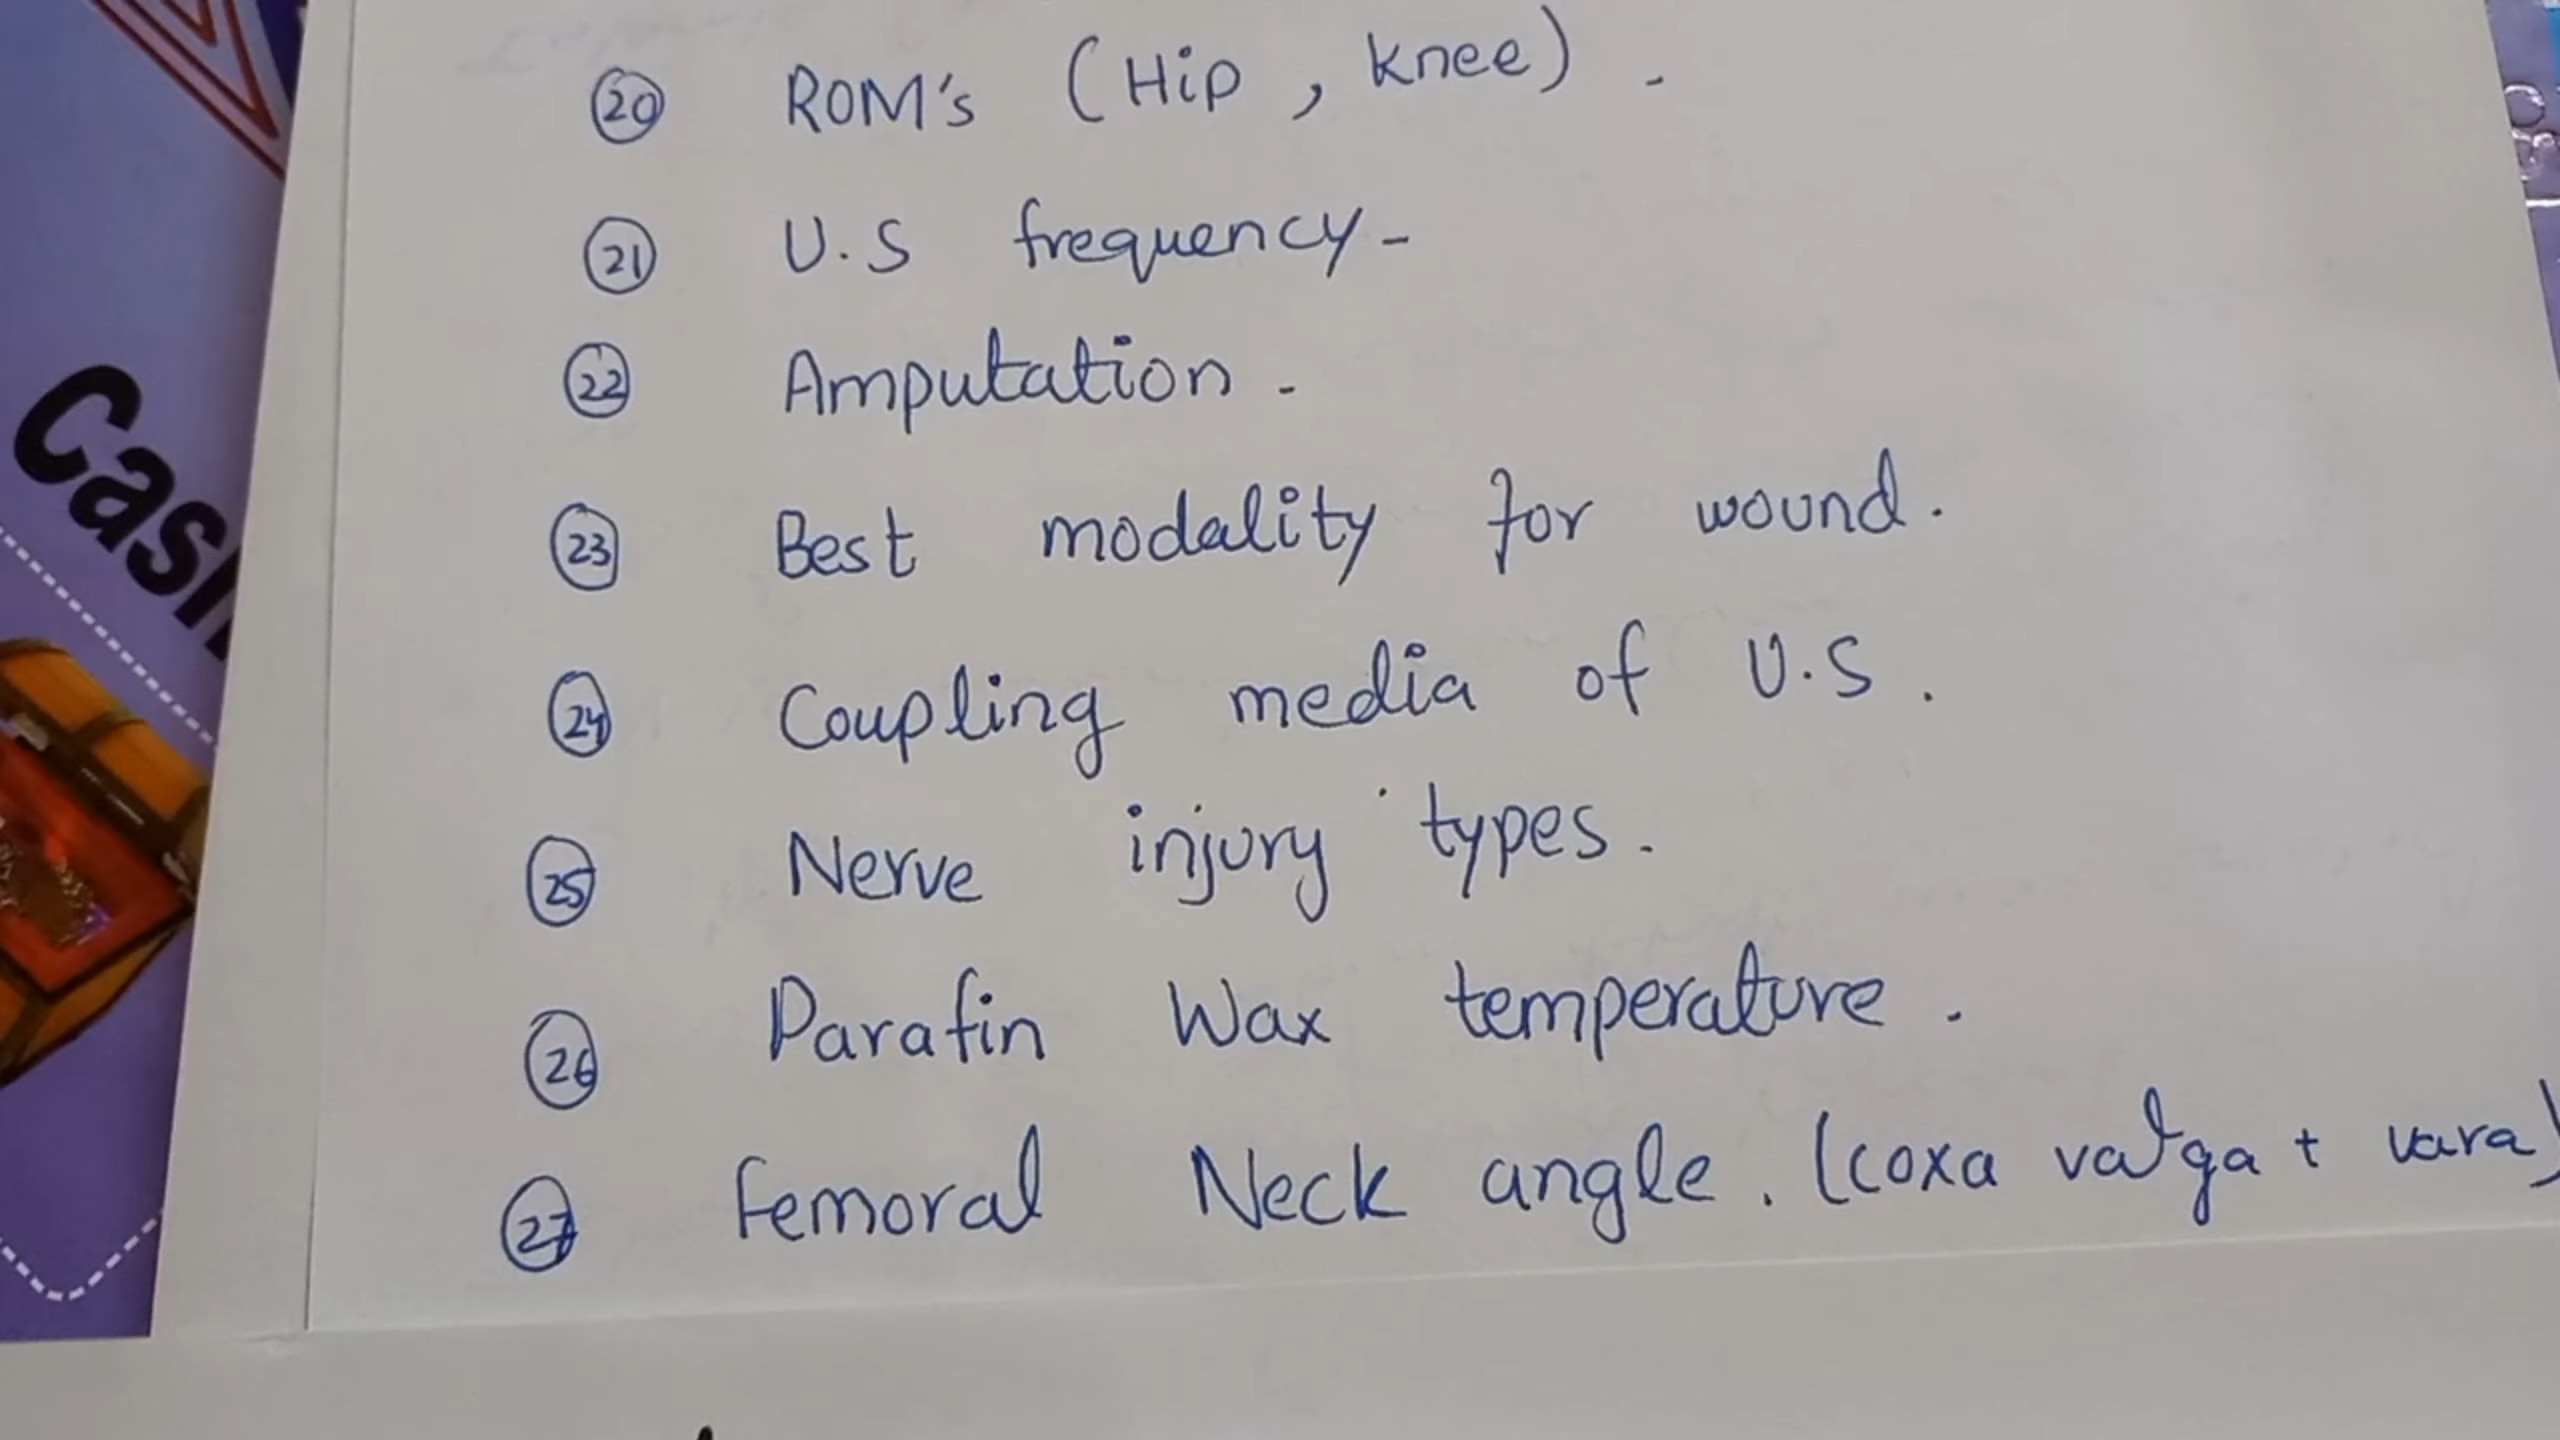 20 ROM's (Hip, knee).
21 U.S frequency-
22 Amputation.
23 Best modality for wound.
24 Coupling media of U.S.
25 Nerve injury types.
26 Parafin Wax temperature.
27 Femoral Neck angle. (coxa valga + vara)
Cas